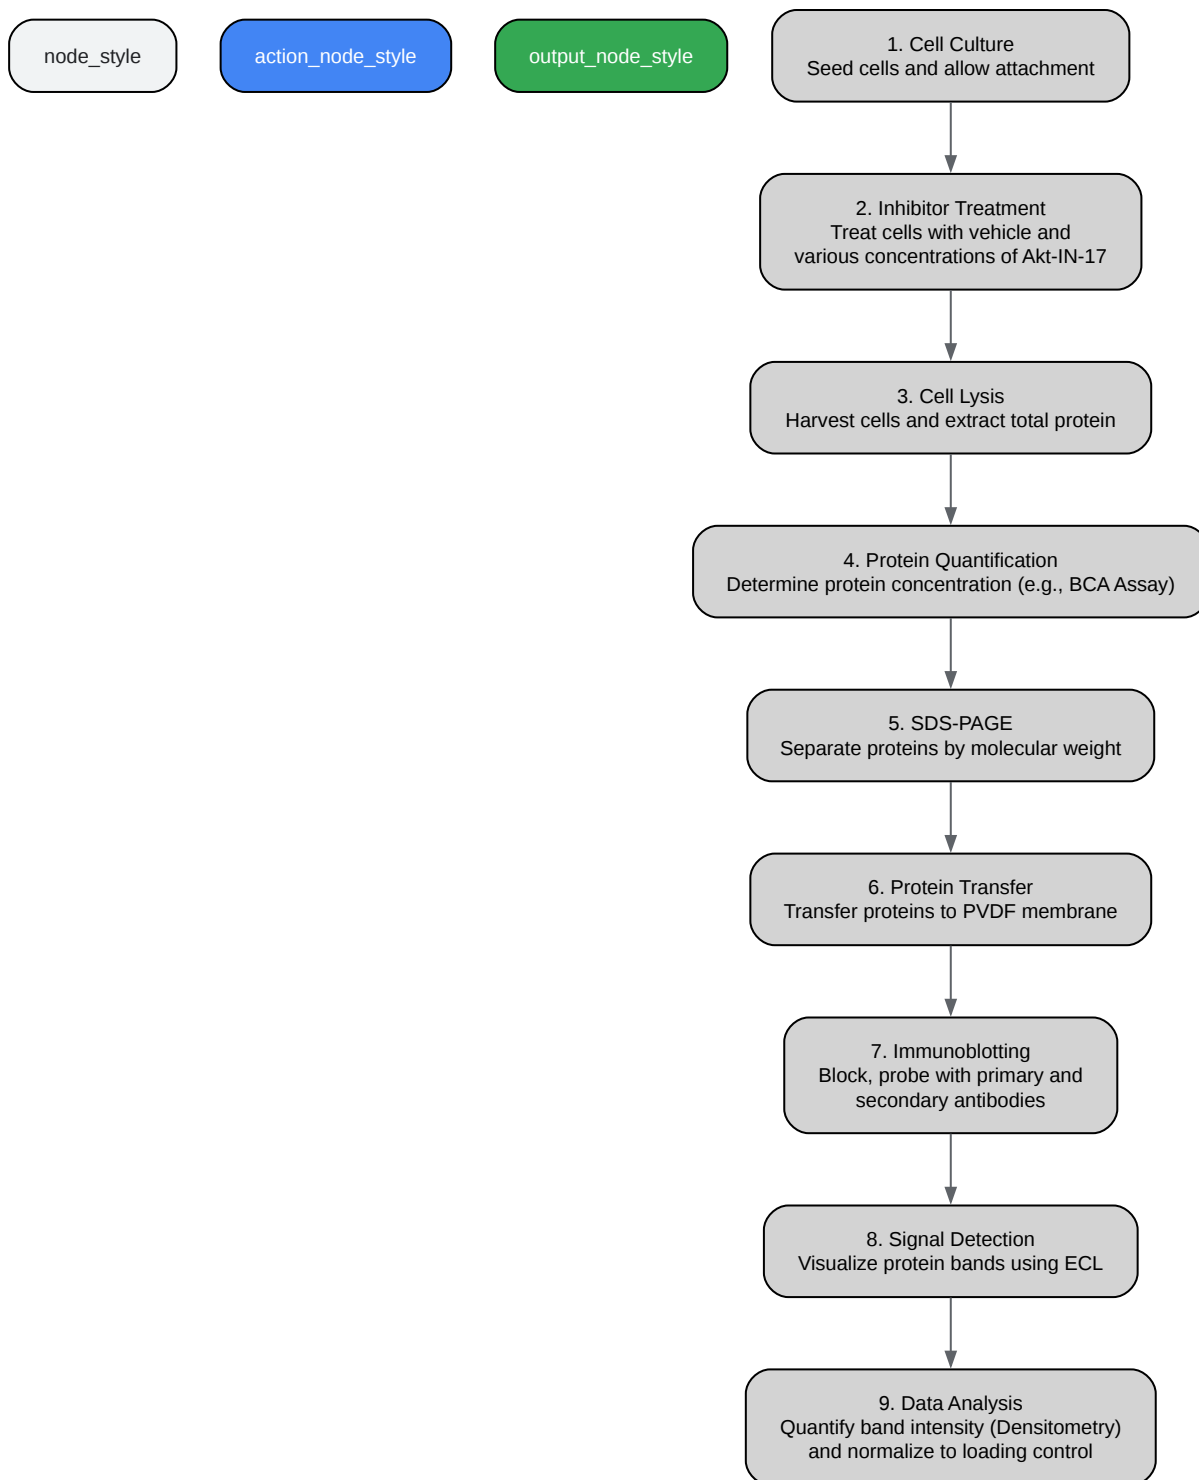 node_style
action_node_style
output_node_style
1. Cell Culture
Seed cells and allow attachment
2. Inhibitor Treatment
Treat cells with vehicle and
various concentrations of Akt-IN-17
3. Cell Lysis
Harvest cells and extract total protein
4. Protein Quantification
Determine protein concentration (e.g., BCA Assay)
5. SDS-PAGE
Separate proteins by molecular weight
6. Protein Transfer
Transfer proteins to PVDF membrane
7. Immunoblotting
Block, probe with primary and
secondary antibodies
8. Signal Detection
Visualize protein bands using ECL
9. Data Analysis
Quantify band intensity (Densitometry)
and normalize to loading control